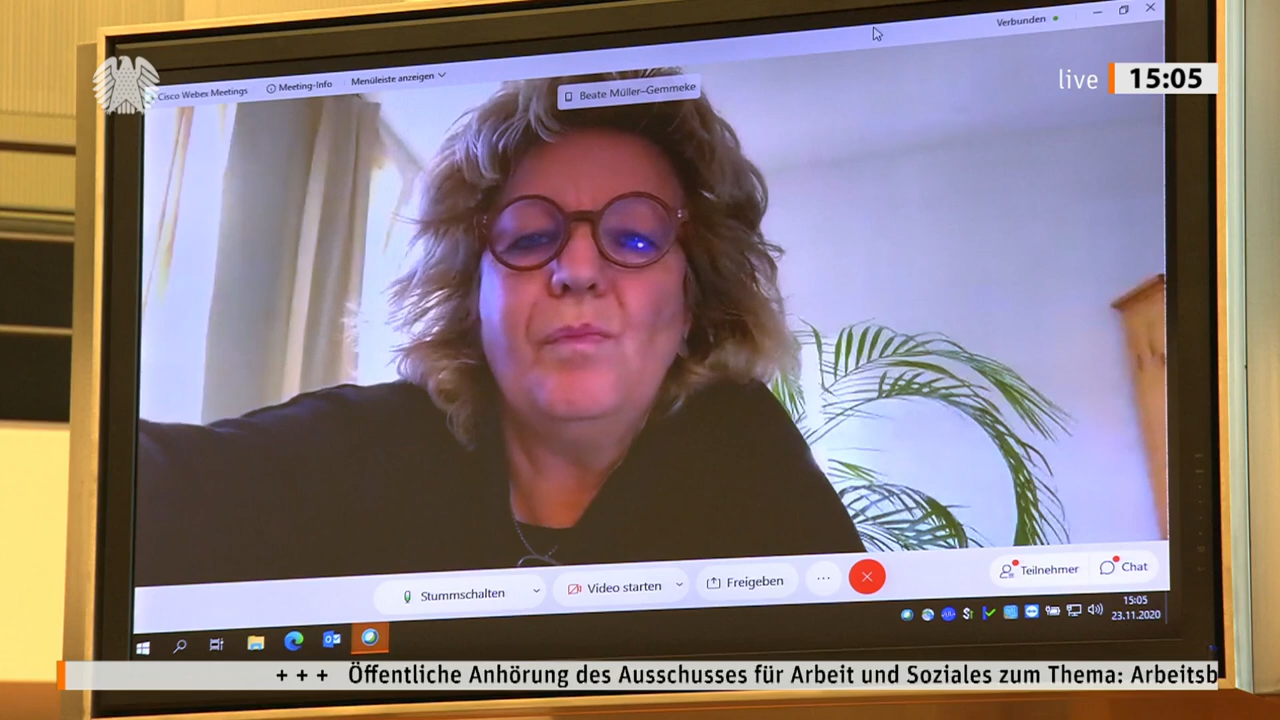 live 15:05
Verbunden
Cisco Webex Meetings Meeting-Info Menüleiste anzeigen
Beate Müller-Gemmeke
Stummschalten Video starten Freigeben ... Teilnehmer Chat
15:05
23.11.2020
+ + + Öffentliche Anhörung des Ausschusses für Arbeit und Soziales zum Thema: Arbeitsb